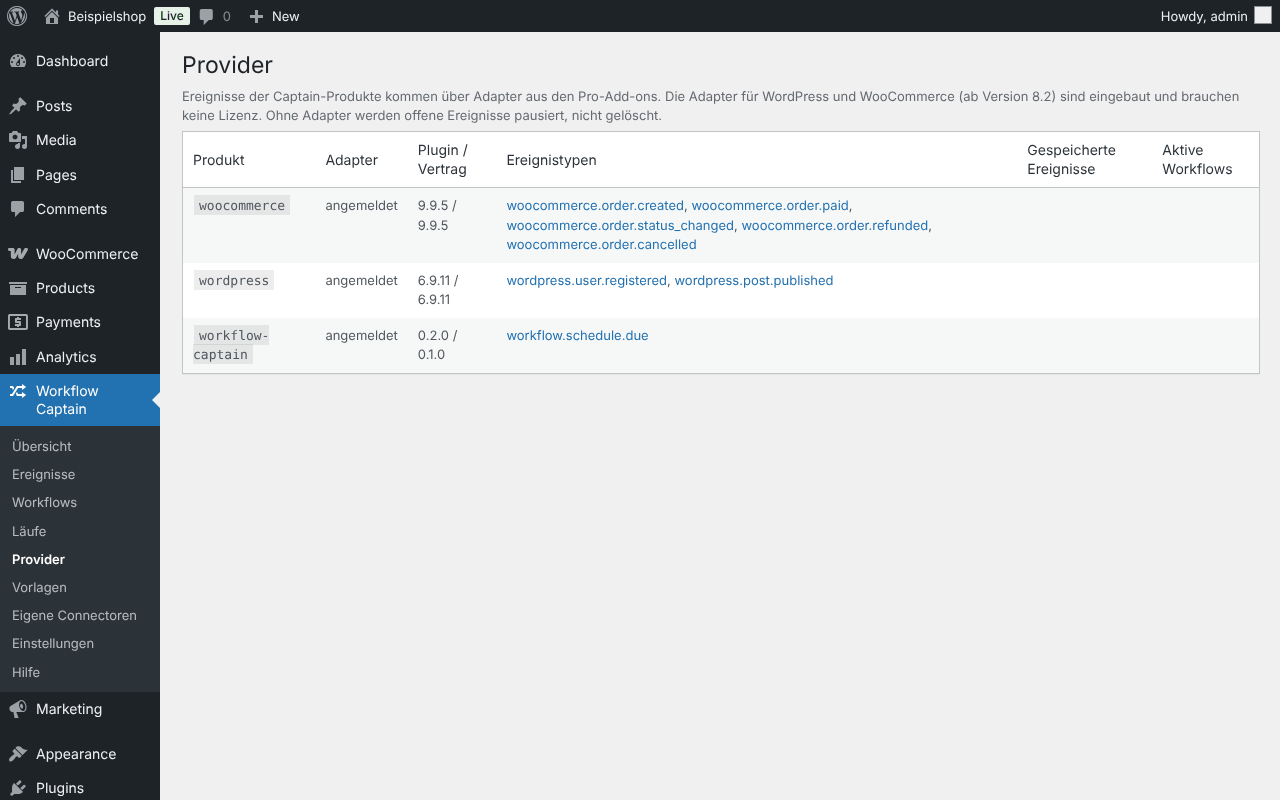 Beispielshop Live 0 New Howdy, admin
Dashboard
Posts
Media
Pages
Comments
WooCommerce
Products
Payments
Analytics
Workflow
Captain
Übersicht
Ereignisse
Workflows
Läufe
Provider
Vorlagen
Eigene Connectoren
Einstellungen
Hilfe
Marketing
Appearance
Plugins
Provider
Ereignisse der Captain-Produkte kommen über Adapter aus den Pro-Add-ons. Die Adapter für WordPress und WooCommerce (ab Version 8.2) sind eingebaut und brauchen
keine Lizenz. Ohne Adapter werden offene Ereignisse pausiert, nicht gelöscht.
Produkt Adapter Plugin / Vertrag Ereignistypen Gespeicherte Ereignisse Aktive Workflows
woocommerce angemeldet 9.9.5 / woocommerce.order.created, woocommerce.order.paid,
9.9.5 woocommerce.order.status_changed, woocommerce.order.refunded,
woocommerce.order.cancelled
wordpress angemeldet 6.9.11 / wordpress.user.registered, wordpress.post.published
6.9.11
workflow- angemeldet 0.2.0 / workflow.schedule.due
captain 0.1.0